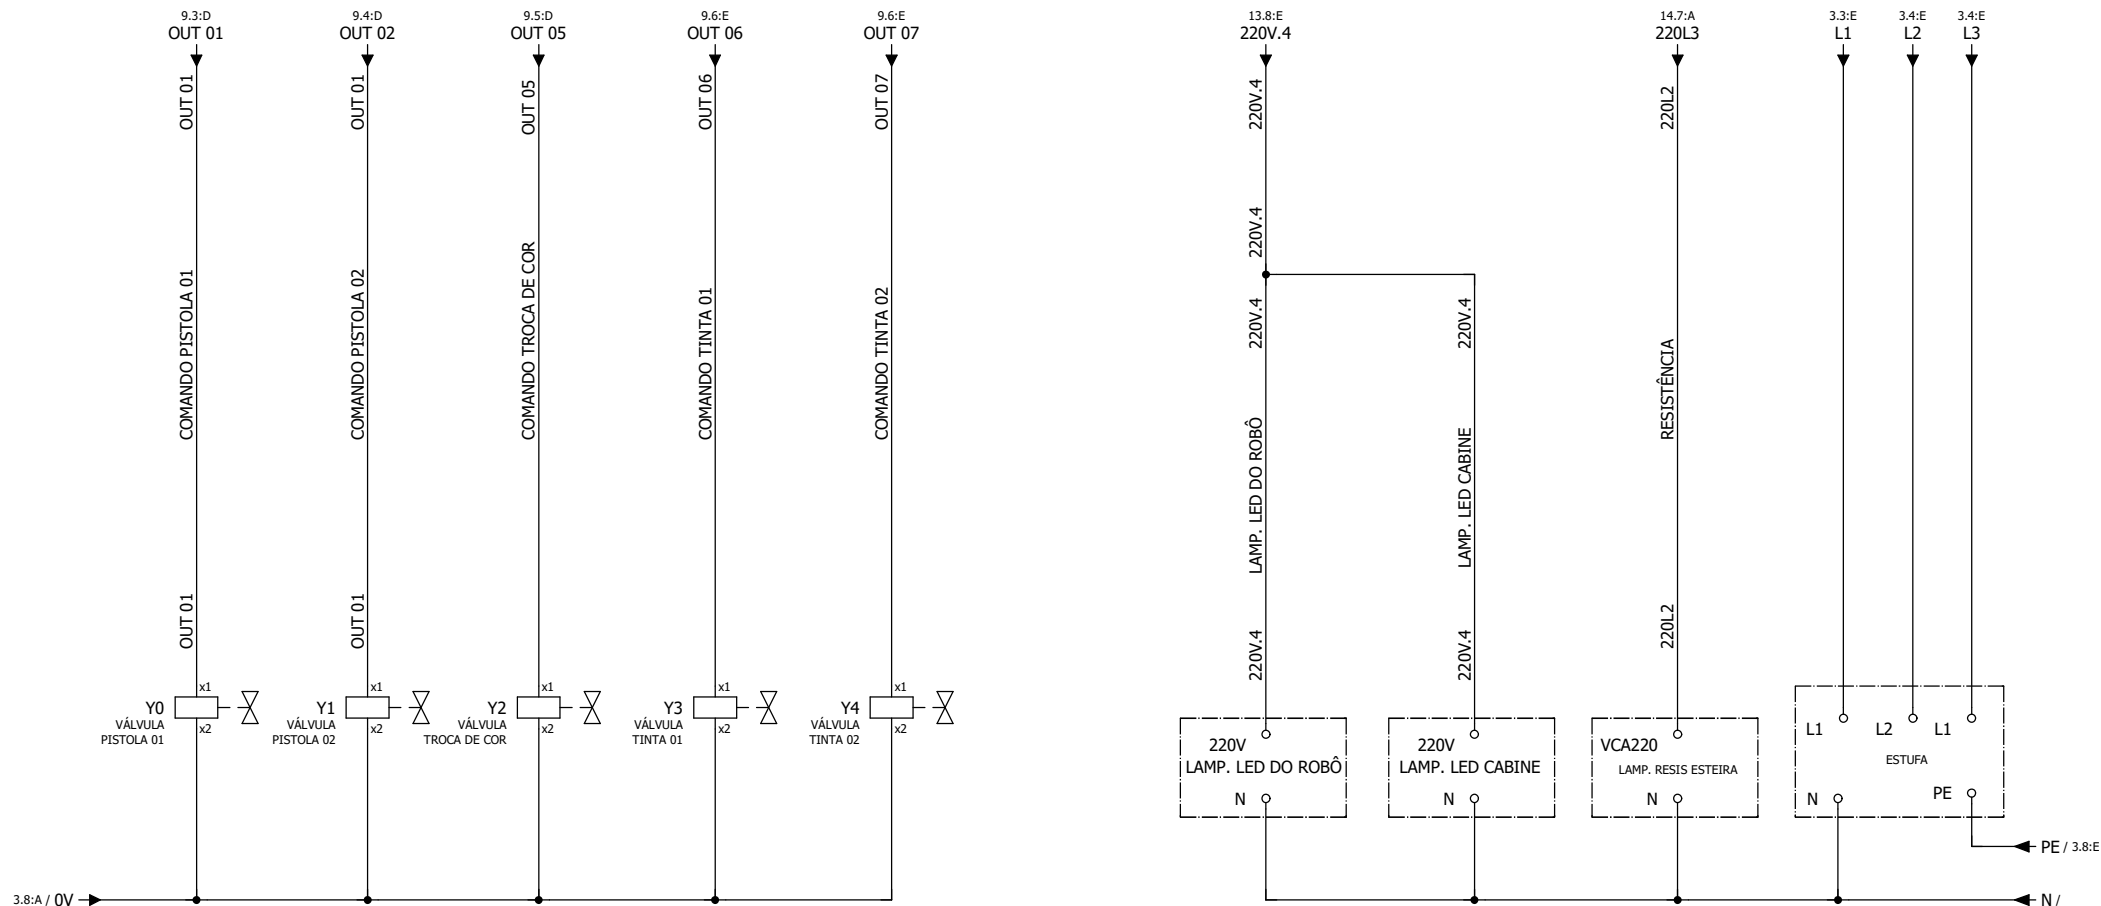 9.3:D
OUT 01
9.4:D
OUT 02
9.5:D
OUT 05
9.6:E
OUT 06
9.6:E
OUT 07
13.8:E
220V.4
14.7:A
220L3
3.3:E
L1
3.4:E
L2
3.4:E
L3
OUT 01
OUT 01
OUT 05
OUT 06
OUT 07
220V.4
220L2
220V.4
220V.4
220V.4
COMANDO PISTOLA 01
COMANDO PISTOLA 02
COMANDO TROCA DE COR
COMANDO TINTA 01
COMANDO TINTA 02
LAMP. LED DO ROBÔ
LAMP. LED CABINE
RESISTÊNCIA
OUT 01
OUT 01
220V.4
220V.4
220L2
Y0
VÁLVULA
PISTOLA 01
x1
x2
Y1
VÁLVULA
PISTOLA 02
x1
x2
Y2
VÁLVULA
TROCA DE COR
x1
x2
Y3
VÁLVULA
TINTA 01
x1
x2
Y4
VÁLVULA
TINTA 02
x1
x2
220V
LAMP. LED DO ROBÔ
N
220V
LAMP. LED CABINE
N
VCA220
LAMP. RESIS ESTEIRA
N
L1
L2
L1
ESTUFA
N
PE
PE / 3.8:E
3.8:A / 0V
N /